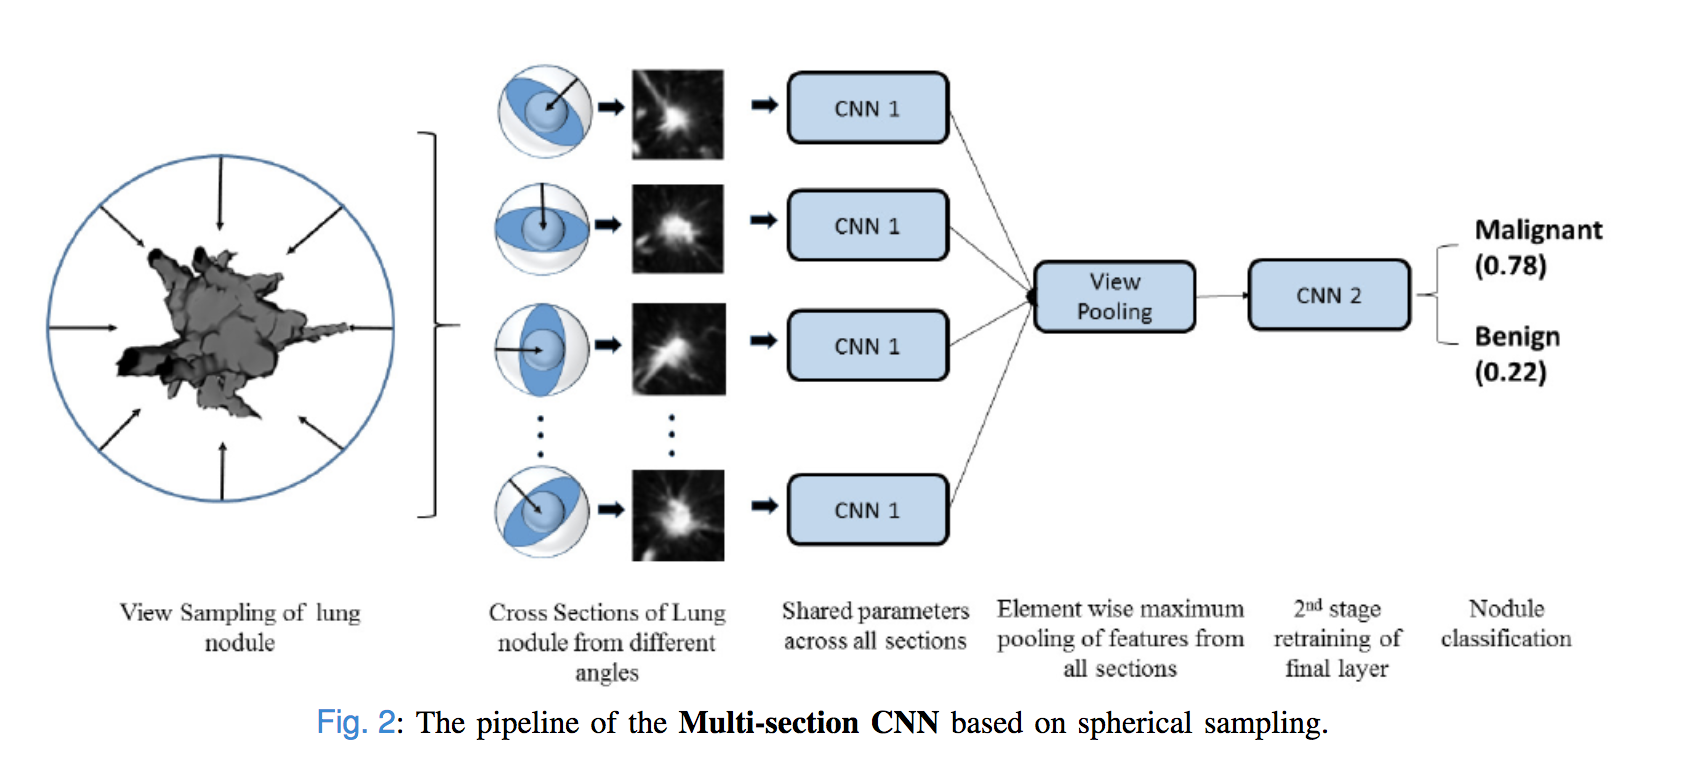 CNN 1
CNN 1
CNN 1
CNN 1
View
Pooling
CNN 2
Malignant
(0.78)
Benign
(0.22)
View Sampling of lung
nodule
Cross Sections of Lung
nodule from different
angles
Shared parameters
across all sections
Element wise maximum
pooling of features from
all sections
2nd stage
retraining of
final layer
Nodule
classification
Fig. 2: The pipeline of the Multi-section CNN based on spherical sampling.